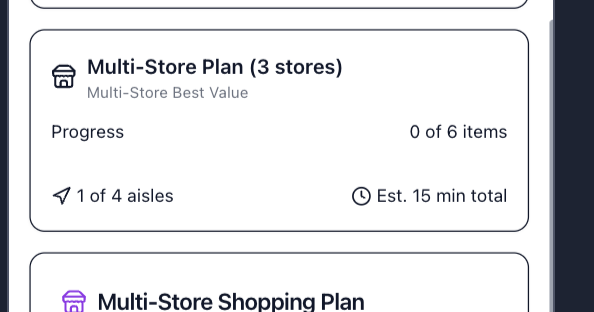 Multi-Store Plan (3 stores)
Multi-Store Best Value
Progress
0 of 6 items
1 of 4 aisles
Est. 15 min total
Multi-Store Shopping Plan